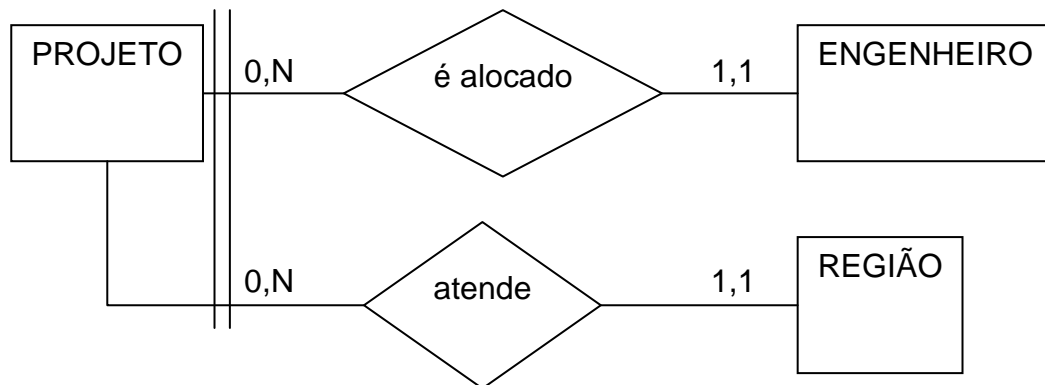 PROJETO
0,N
é alocado
1,1
ENGENHEIRO
0,N
atende
1,1
REGIÃO